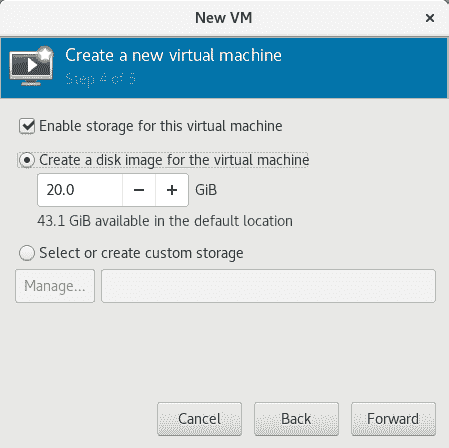 New VM
Create a new virtual machine
Step 4 of 5
Enable storage for this virtual machine
Create a disk image for the virtual machine
20.0
GiB
43.1 GiB available in the default location
Select or create custom storage
Manage...
Cancel Back Forward